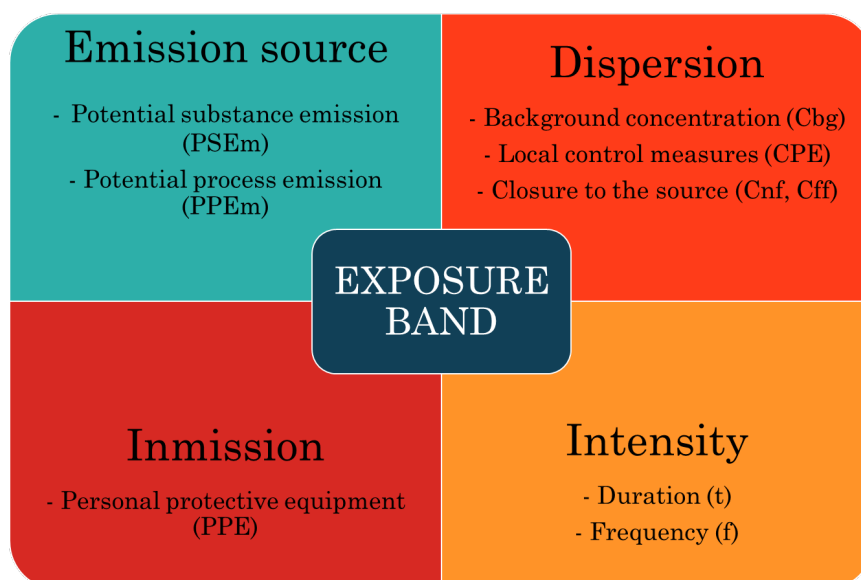 Emission source
- Potential substance emission
(PSEm)
- Potential process emission
(PPEm)
Dispersion
- Background concentration (Cbg)
- Local control measures (CPE)
- Closure to the source (Cnf, Cff)
EXPOSURE
BAND
Inmission
- Personal protective equipment
(PPE)
Intensity
- Duration (t)
- Frequency (f)